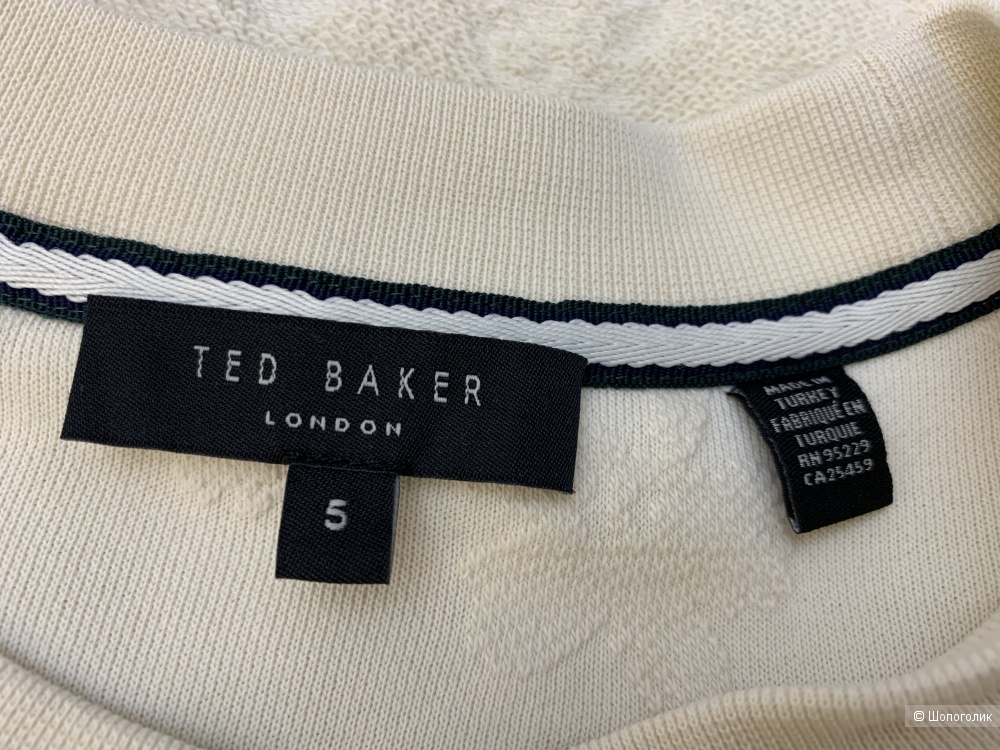 TED BAKER
LONDON
5
MADE IN
TURKEY
FABRIQUÉ EN
TURQUIE
RN 95229
CA25459
© Шопоголик